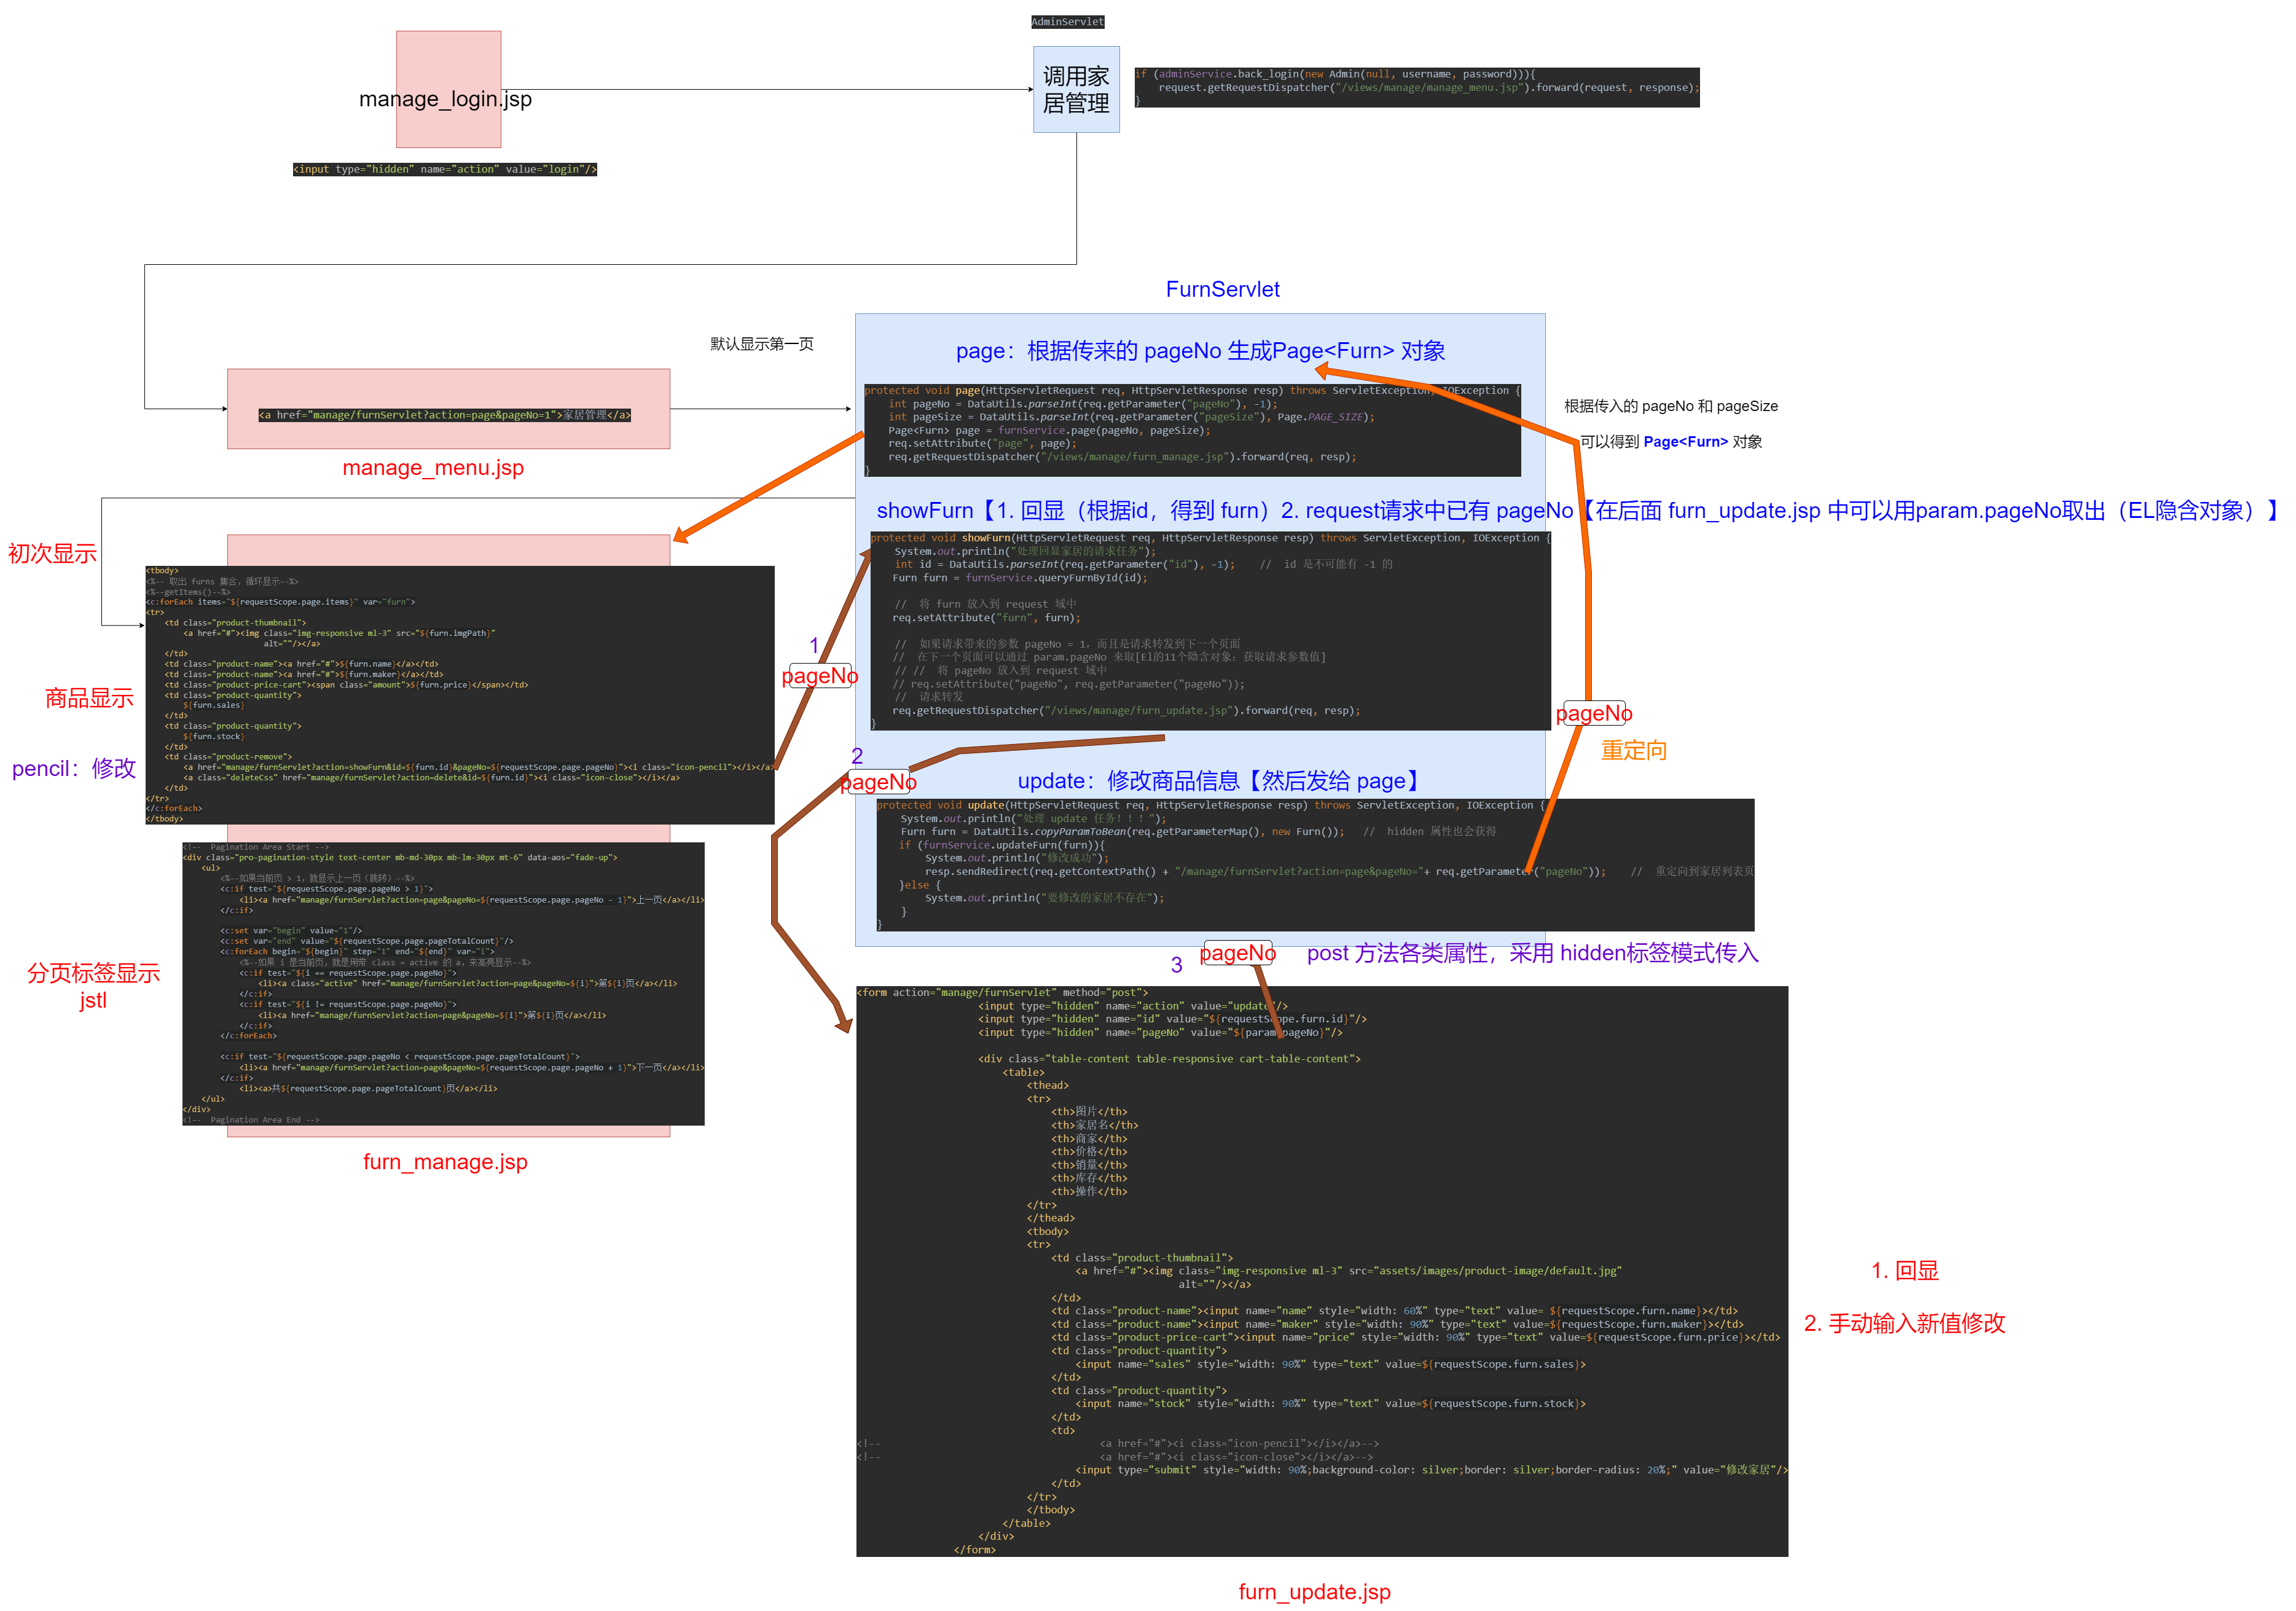 AdminServlet
manage_login.jsp
<input type="hidden" name="action" value="login"/>
调用家
居管理
if (adminService.back_login(new Admin(null, username, password))){
request.getRequestDispatcher("/views/manage/manage_menu.jsp").forward(request, response);
}
默认显示第一页
<a href="manage/furnServlet?action=page&pageNo=1">家居管理</a>
manage_menu.jsp
FurnServlet
page：根据传来的 pageNo 生成Page<Furn> 对象
protected void page(HttpServletRequest req, HttpServletResponse resp) throws ServletException, IOException {
int pageNo = DataUtils.parseInt(req.getParameter("pageNo"), -1);
int pageSize = DataUtils.parseInt(req.getParameter("pageSize"), Page.PAGE_SIZE);
Page<Furn> page = furnService.page(pageNo, pageSize);
req.setAttribute("page", page);
req.getRequestDispatcher("/views/manage/furn_manage.jsp").forward(req, resp);
}
根据传入的 pageNo 和 pageSize
可以得到 Page<Furn> 对象
showFurn【1. 回显（根据id，得到 furn）2. request请求中已有 pageNo【在后面 furn_update.jsp 中可以用param.pageNo取出（EL隐含对象）】
protected void showFurn(HttpServletRequest req, HttpServletResponse resp) throws ServletException, IOException {
System.out.println("处理回显家居的请求任务");
int id = DataUtils.parseInt(req.getParameter("id"), -1);    //  id 是不可能有 -1 的
Furn furn = furnService.queryFurnById(id);
//  将 furn 放入到 request 域中
req.setAttribute("furn", furn);
//  如果请求带来的参数 pageNo = 1，而且是请求转发到下一个页面
//  在下一个页面可以通过 param.pageNo 来取[El的11个隐含对象：获取请求参数值]
// //  将 pageNo 放入到 request 域中
// req.setAttribute("pageNo", req.getParameter("pageNo"));
//  请求转发
req.getRequestDispatcher("/views/manage/furn_update.jsp").forward(req, resp);
}
初次显示
商品显示
pencil：修改
<tbody>
<%-- 取出 furns 集合，循环显示--%>
<%--getItems()--%>
<c:forEach items="${requestScope.page.items}" var="furn">
<tr>
<td class="product-thumbnail">
<a href="#"><img class="img-responsive ml-3" src="${furn.imgPath}"
alt=""/></a>
</td>
<td class="product-name"><a href="#">${furn.name}</a></td>
<td class="product-name"><a href="#">${furn.maker}</a></td>
<td class="product-price-cart"><span class="amount">${furn.price}</span></td>
<td class="product-quantity">
${furn.sales}
</td>
<td class="product-quantity">
${furn.stock}
</td>
<td class="product-remove">
<a href="manage/furnServlet?action=showFurn&id=${furn.id}&pageNo=${requestScope.page.pageNo}"><i class="icon-pencil"></i></a>
<a class="deleteCss" href="manage/furnServlet?action=delete&id=${furn.id}"><i class="icon-close"></i></a>
</td>
</tr>
</c:forEach>
</tbody>
1
pageNo
2
pageNo
pageNo
重定向
update：修改商品信息【然后发给 page】
protected void update(HttpServletRequest req, HttpServletResponse resp) throws ServletException, IOException {
System.out.println("处理 update 任务！！！");
Furn furn = DataUtils.copyParamToBean(req.getParameterMap(), new Furn());   //  hidden 属性也会获得
if (furnService.updateFurn(furn)){
System.out.println("修改成功");
resp.sendRedirect(req.getContextPath() + "/manage/furnServlet?action=page&pageNo="+ req.getParameter("pageNo"));    //  重定向到家居列表页
}else {
System.out.println("要修改的家居不存在");
}
}
分页标签显示
jstl
<!--  Pagination Area Start -->
<div class="pro-pagination-style text-center mb-md-30px mb-lm-30px mt-6" data-aos="fade-up">
<ul>
<%--如果当前页 > 1，就显示上一页（跳转）--%>
<c:if test="${requestScope.page.pageNo > 1}">
<li><a href="manage/furnServlet?action=page&pageNo=${requestScope.page.pageNo - 1}">上一页</a></li>
</c:if>
<c:set var="begin" value="1"/>
<c:set var="end" value="${requestScope.page.pageTotalCount}"/>
<c:forEach begin="${begin}" step="1" end="${end}" var="i">
<%--如果 i 是当前页，就是用带 class = active 的 a，来高亮显示--%>
<c:if test="${i == requestScope.page.pageNo}">
<li><a class="active" href="manage/furnServlet?action=page&pageNo=${i}">第${i}页</a></li>
</c:if>
<c:if test="${i != requestScope.page.pageNo}">
<li><a href="manage/furnServlet?action=page&pageNo=${i}">第${i}页</a></li>
</c:if>
</c:forEach>
<c:if test="${requestScope.page.pageNo < requestScope.page.pageTotalCount}">
<li><a href="manage/furnServlet?action=page&pageNo=${requestScope.page.pageNo + 1}">下一页</a></li>
</c:if>
<li><a>共${requestScope.page.pageTotalCount}页</a></li>
</ul>
</div>
<!--  Pagination Area End -->
furn_manage.jsp
pageNo
3
post 方法各类属性，采用 hidden标签模式传入
<form action="manage/furnServlet" method="post">
<input type="hidden" name="action" value="update"/>
<input type="hidden" name="id" value="${requestScope.furn.id}"/>
<input type="hidden" name="pageNo" value="${param.pageNo}"/>
<div class="table-content table-responsive cart-table-content">
<table>
<thead>
<tr>
<th>图片</th>
<th>家居名</th>
<th>商家</th>
<th>价格</th>
<th>销量</th>
<th>库存</th>
<th>操作</th>
</tr>
</thead>
<tbody>
<tr>
<td class="product-thumbnail">
<a href="#"><img class="img-responsive ml-3" src="assets/images/product-image/default.jpg"
alt=""/></a>
</td>
<td class="product-name"><input name="name" style="width: 60%" type="text" value= ${requestScope.furn.name}></td>
<td class="product-name"><input name="maker" style="width: 90%" type="text" value=${requestScope.furn.maker}></td>
<td class="product-price-cart"><input name="price" style="width: 90%" type="text" value=${requestScope.furn.price}></td>
<td class="product-quantity">
<input name="sales" style="width: 90%" type="text" value=${requestScope.furn.sales}>
</td>
<td class="product-quantity">
<input name="stock" style="width: 90%" type="text" value=${requestScope.furn.stock}>
</td>
<td>
<!-- <a href="#"><i class="icon-pencil"></i></a>-->
<!-- <a href="#"><i class="icon-close"></i></a>-->
<input type="submit" style="width: 90%;background-color: silver;border: silver;border-radius: 20%;" value="修改家居"/>
</td>
</tr>
</tbody>
</table>
</div>
</form>
1. 回显
2. 手动输入新值修改
furn_update.jsp